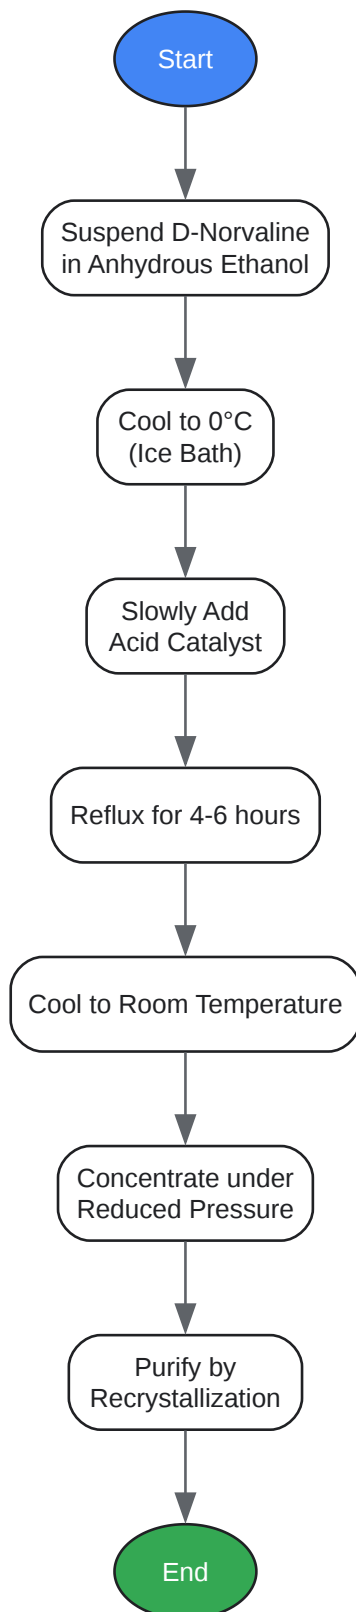 Start
Suspend D-Norvaline
in Anhydrous Ethanol
Cool to 0°C
(Ice Bath)
Slowly Add
Acid Catalyst
Reflux for 4-6 hours
Cool to Room Temperature
Concentrate under
Reduced Pressure
Purify by
Recrystallization
End